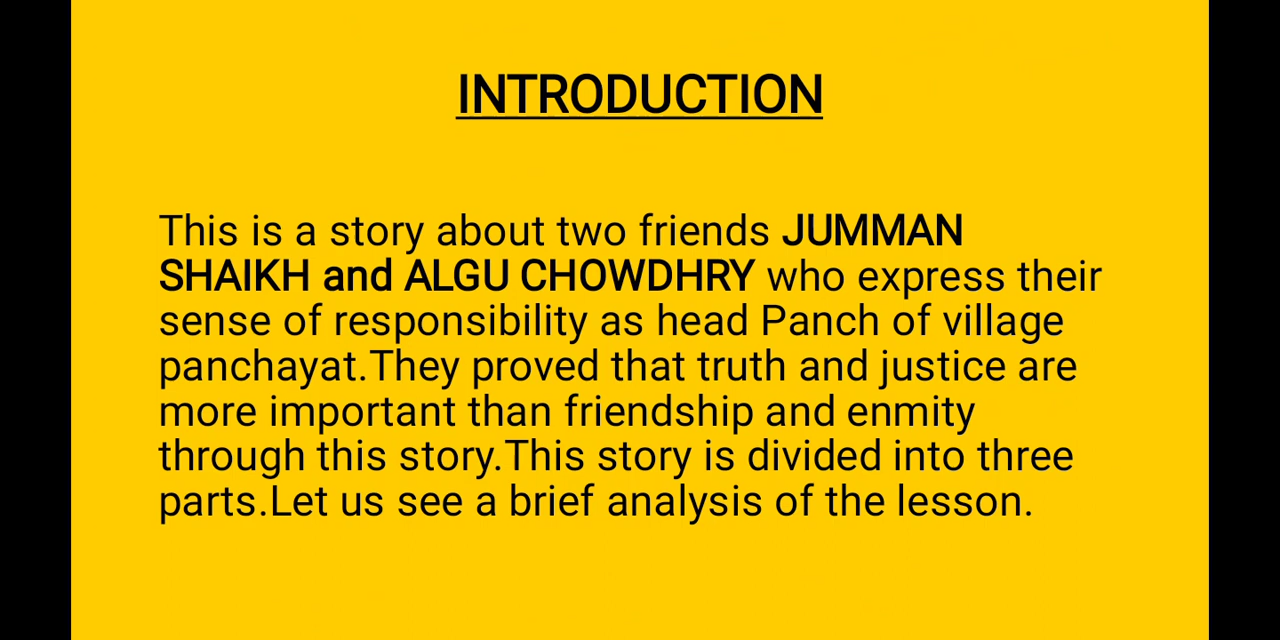 INTRODUCTION
This is a story about two friends JUMMAN
SHAIKH and ALGU CHOWDHRY who express their
sense of responsibility as head Panch of village
panchayat.They proved that truth and justice are
more important than friendship and enmity
through this story.This story is divided into three
parts.Let us see a brief analysis of the lesson.